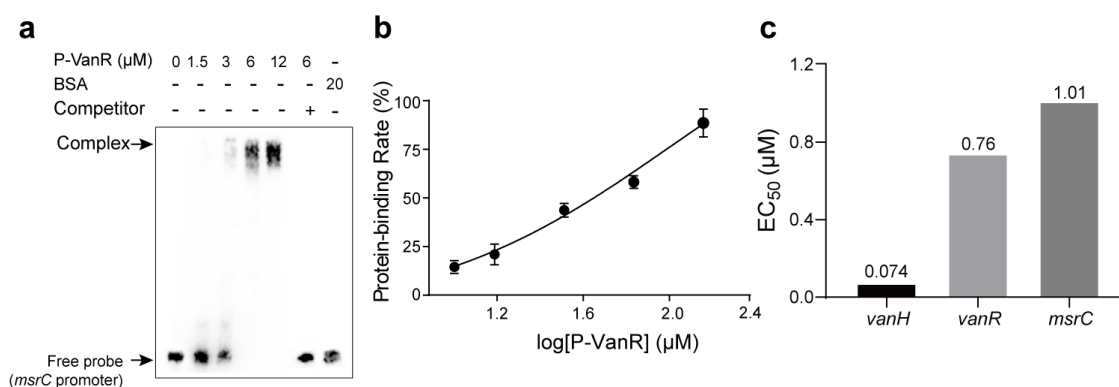 a
P-VanR (μM) 0 1.5 3 6 12 6 -
BSA - - - - - - 20
Competitor - - - - - + -
Complex
Free probe
(msrC promoter)
b
Protein-binding Rate (%)
100
75
50
25
0
1.2 1.6 2.0 2.4
log[P-VanR] (μM)
c
EC50 (μM)
1.2
0.8
0.4
0.0
0.074
0.76
1.01
vanH vanR msrC